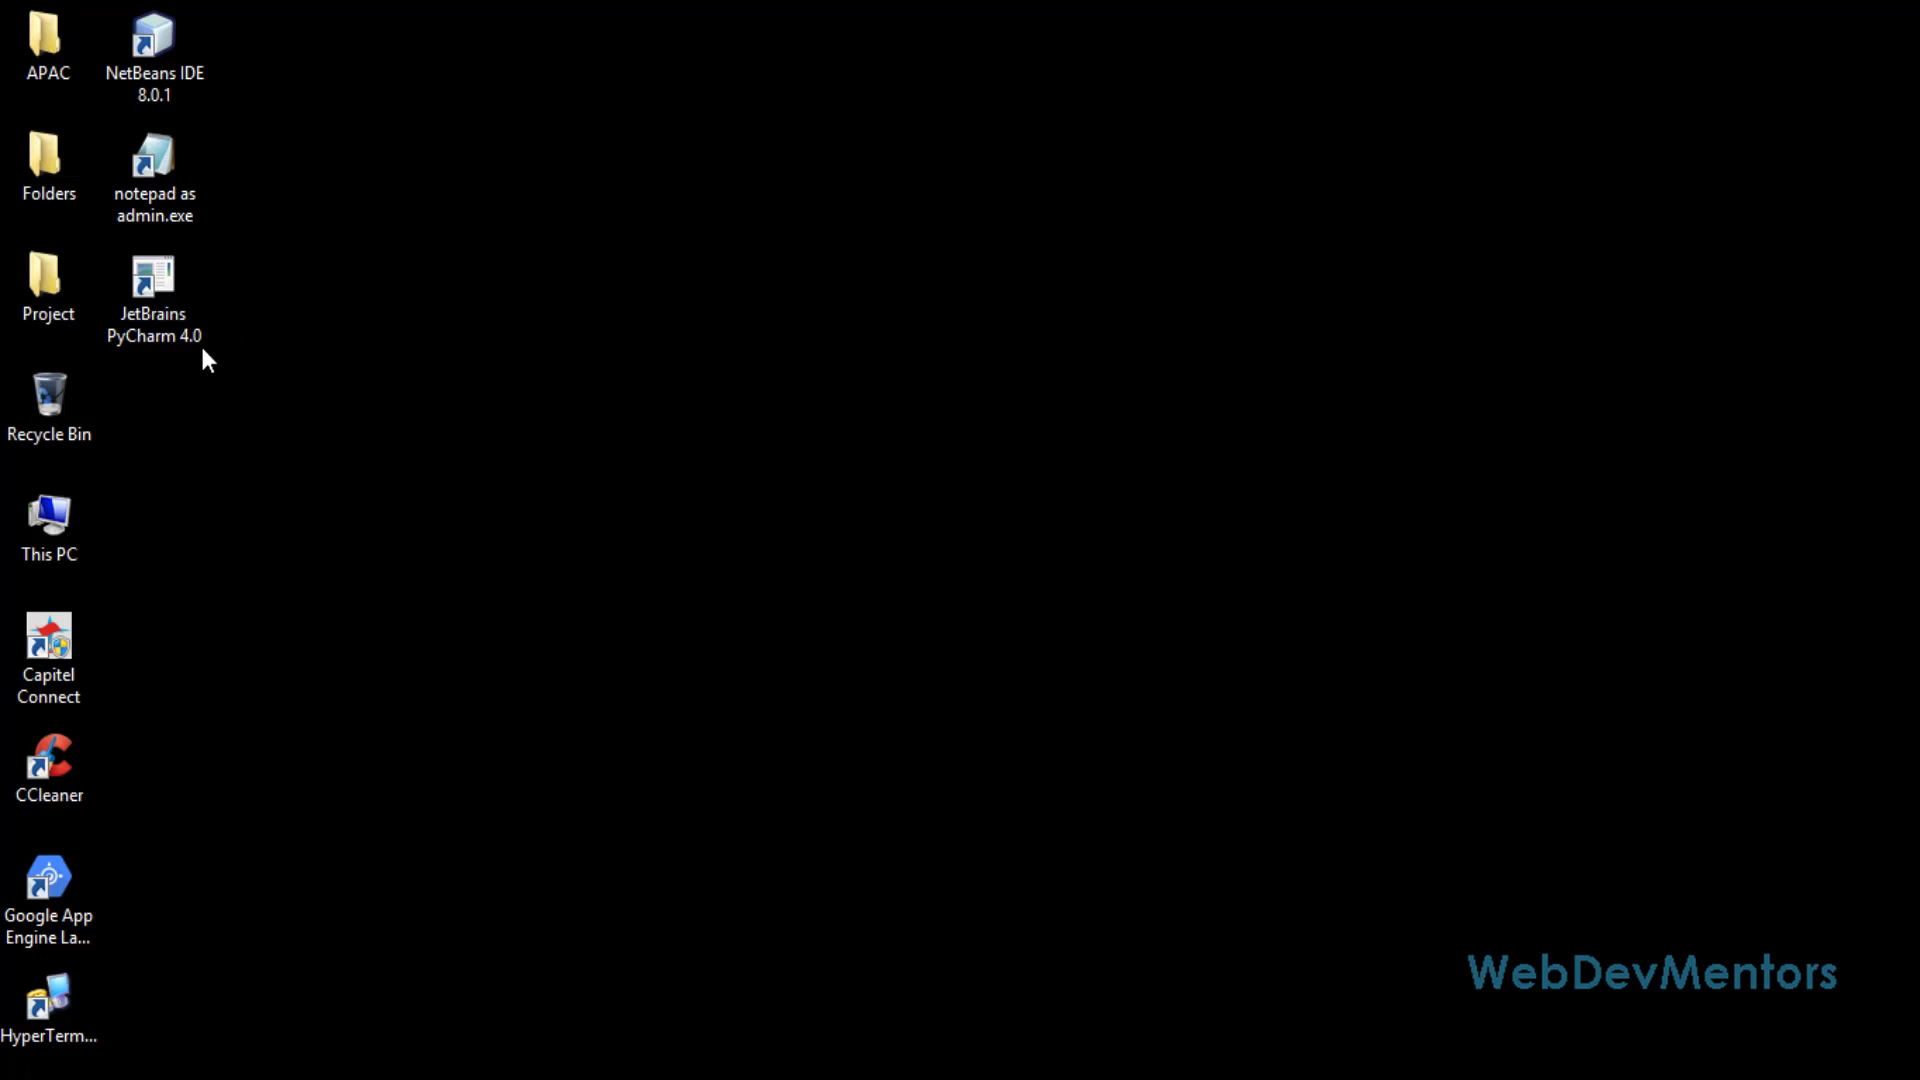 APAC
NetBeans IDE
8.0.1
Folders
notepad as
admin.exe
Project
JetBrains
PyCharm 4.0
Recycle Bin
This PC
Capitel
Connect
CCleaner
Google App
Engine La...
HyperTerm...
WebDevMentors